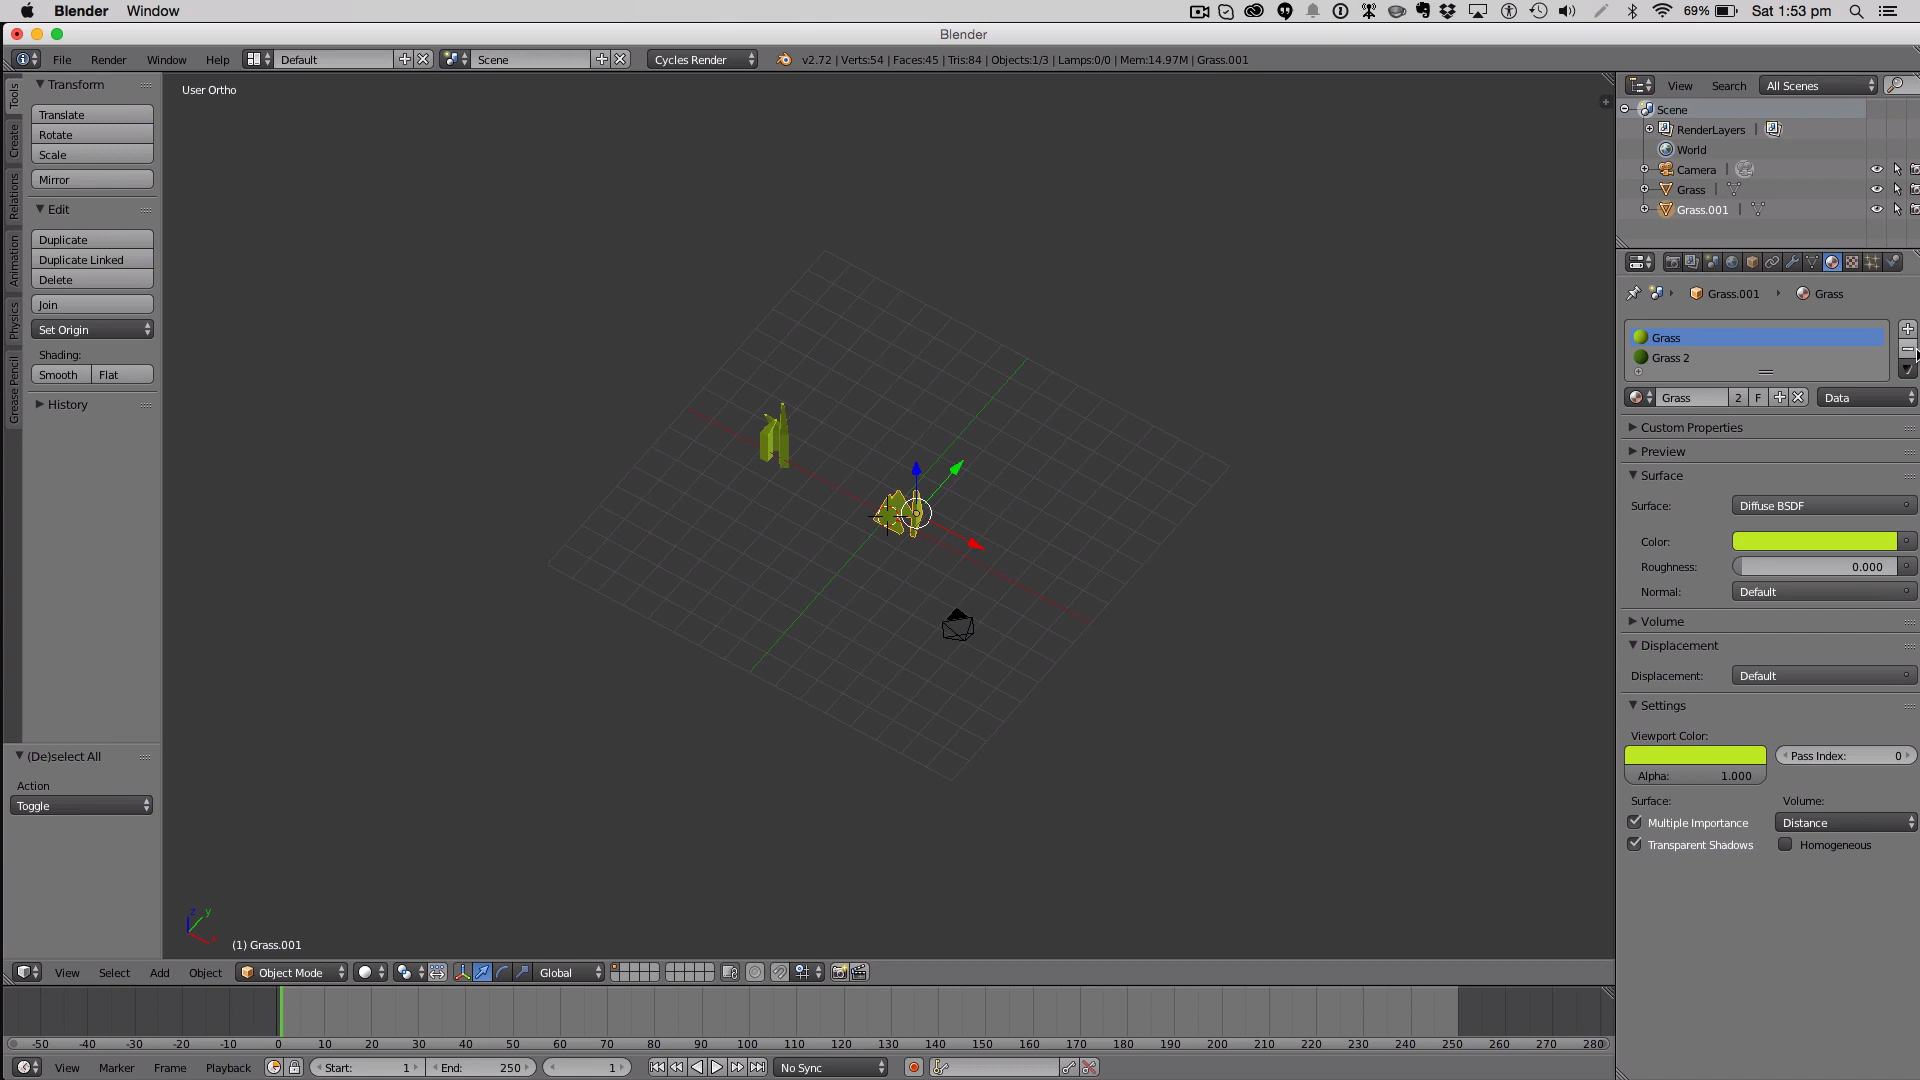 Blender Window 69% Sat 1:53 pm
Blender
File Render Window Help Default Scene Cycles Render v2.72 | Verts:54 | Faces:45 | Tris:84 | Objects:1/3 | Lamps:0/0 | Mem:14.97M | Grass.001
Tools
Create
Relations
Animation
Physics
Grease Pencil
Transform
Translate
Rotate
Scale
Mirror
Edit
Duplicate
Duplicate Linked
Delete
Join
Set Origin
Shading:
Smooth Flat
History
(De)select All
Action
Toggle
User Ortho
z y
x
(1) Grass.001
View Select Add Object Object Mode Global
-50 -40 -30 -20 -10 0 10 20 30 40 50 60 70 80 90 100 110 120 130 140 150 160 170 180 190 200 210 220 230 240 250 260 270 280
View Marker Frame Playback Start: 1 End: 250 1 No Sync
View Search All Scenes
Scene
RenderLayers |
World
Camera |
Grass |
Grass.001 |
Grass.001 Grass
Grass
Grass 2
Grass 2 F Data
Custom Properties
Preview
Surface
Surface: Diffuse BSDF
Color:
Roughness: 0.000
Normal: Default
Volume
Displacement
Displacement: Default
Settings
Viewport Color:
Pass Index: 0
Alpha: 1.000
Surface: Volume:
Multiple Importance Distance
Transparent Shadows Homogeneous